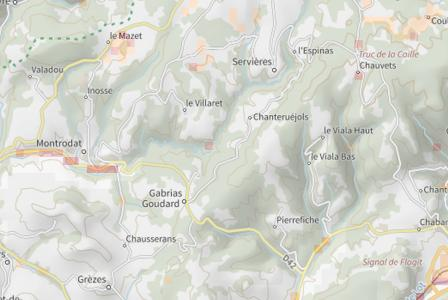 le Mazet
l'Espinas
Truc de la Caille
Valadou
Servières
Chauvets
Inosse
le Villaret
Chanteruéjols
le Viala Haut
Montrodat
le Viala Bas
Gabrias
Goudard
Pierrefiche
Chausserans
D42
Signal de Flogit
Grèzes